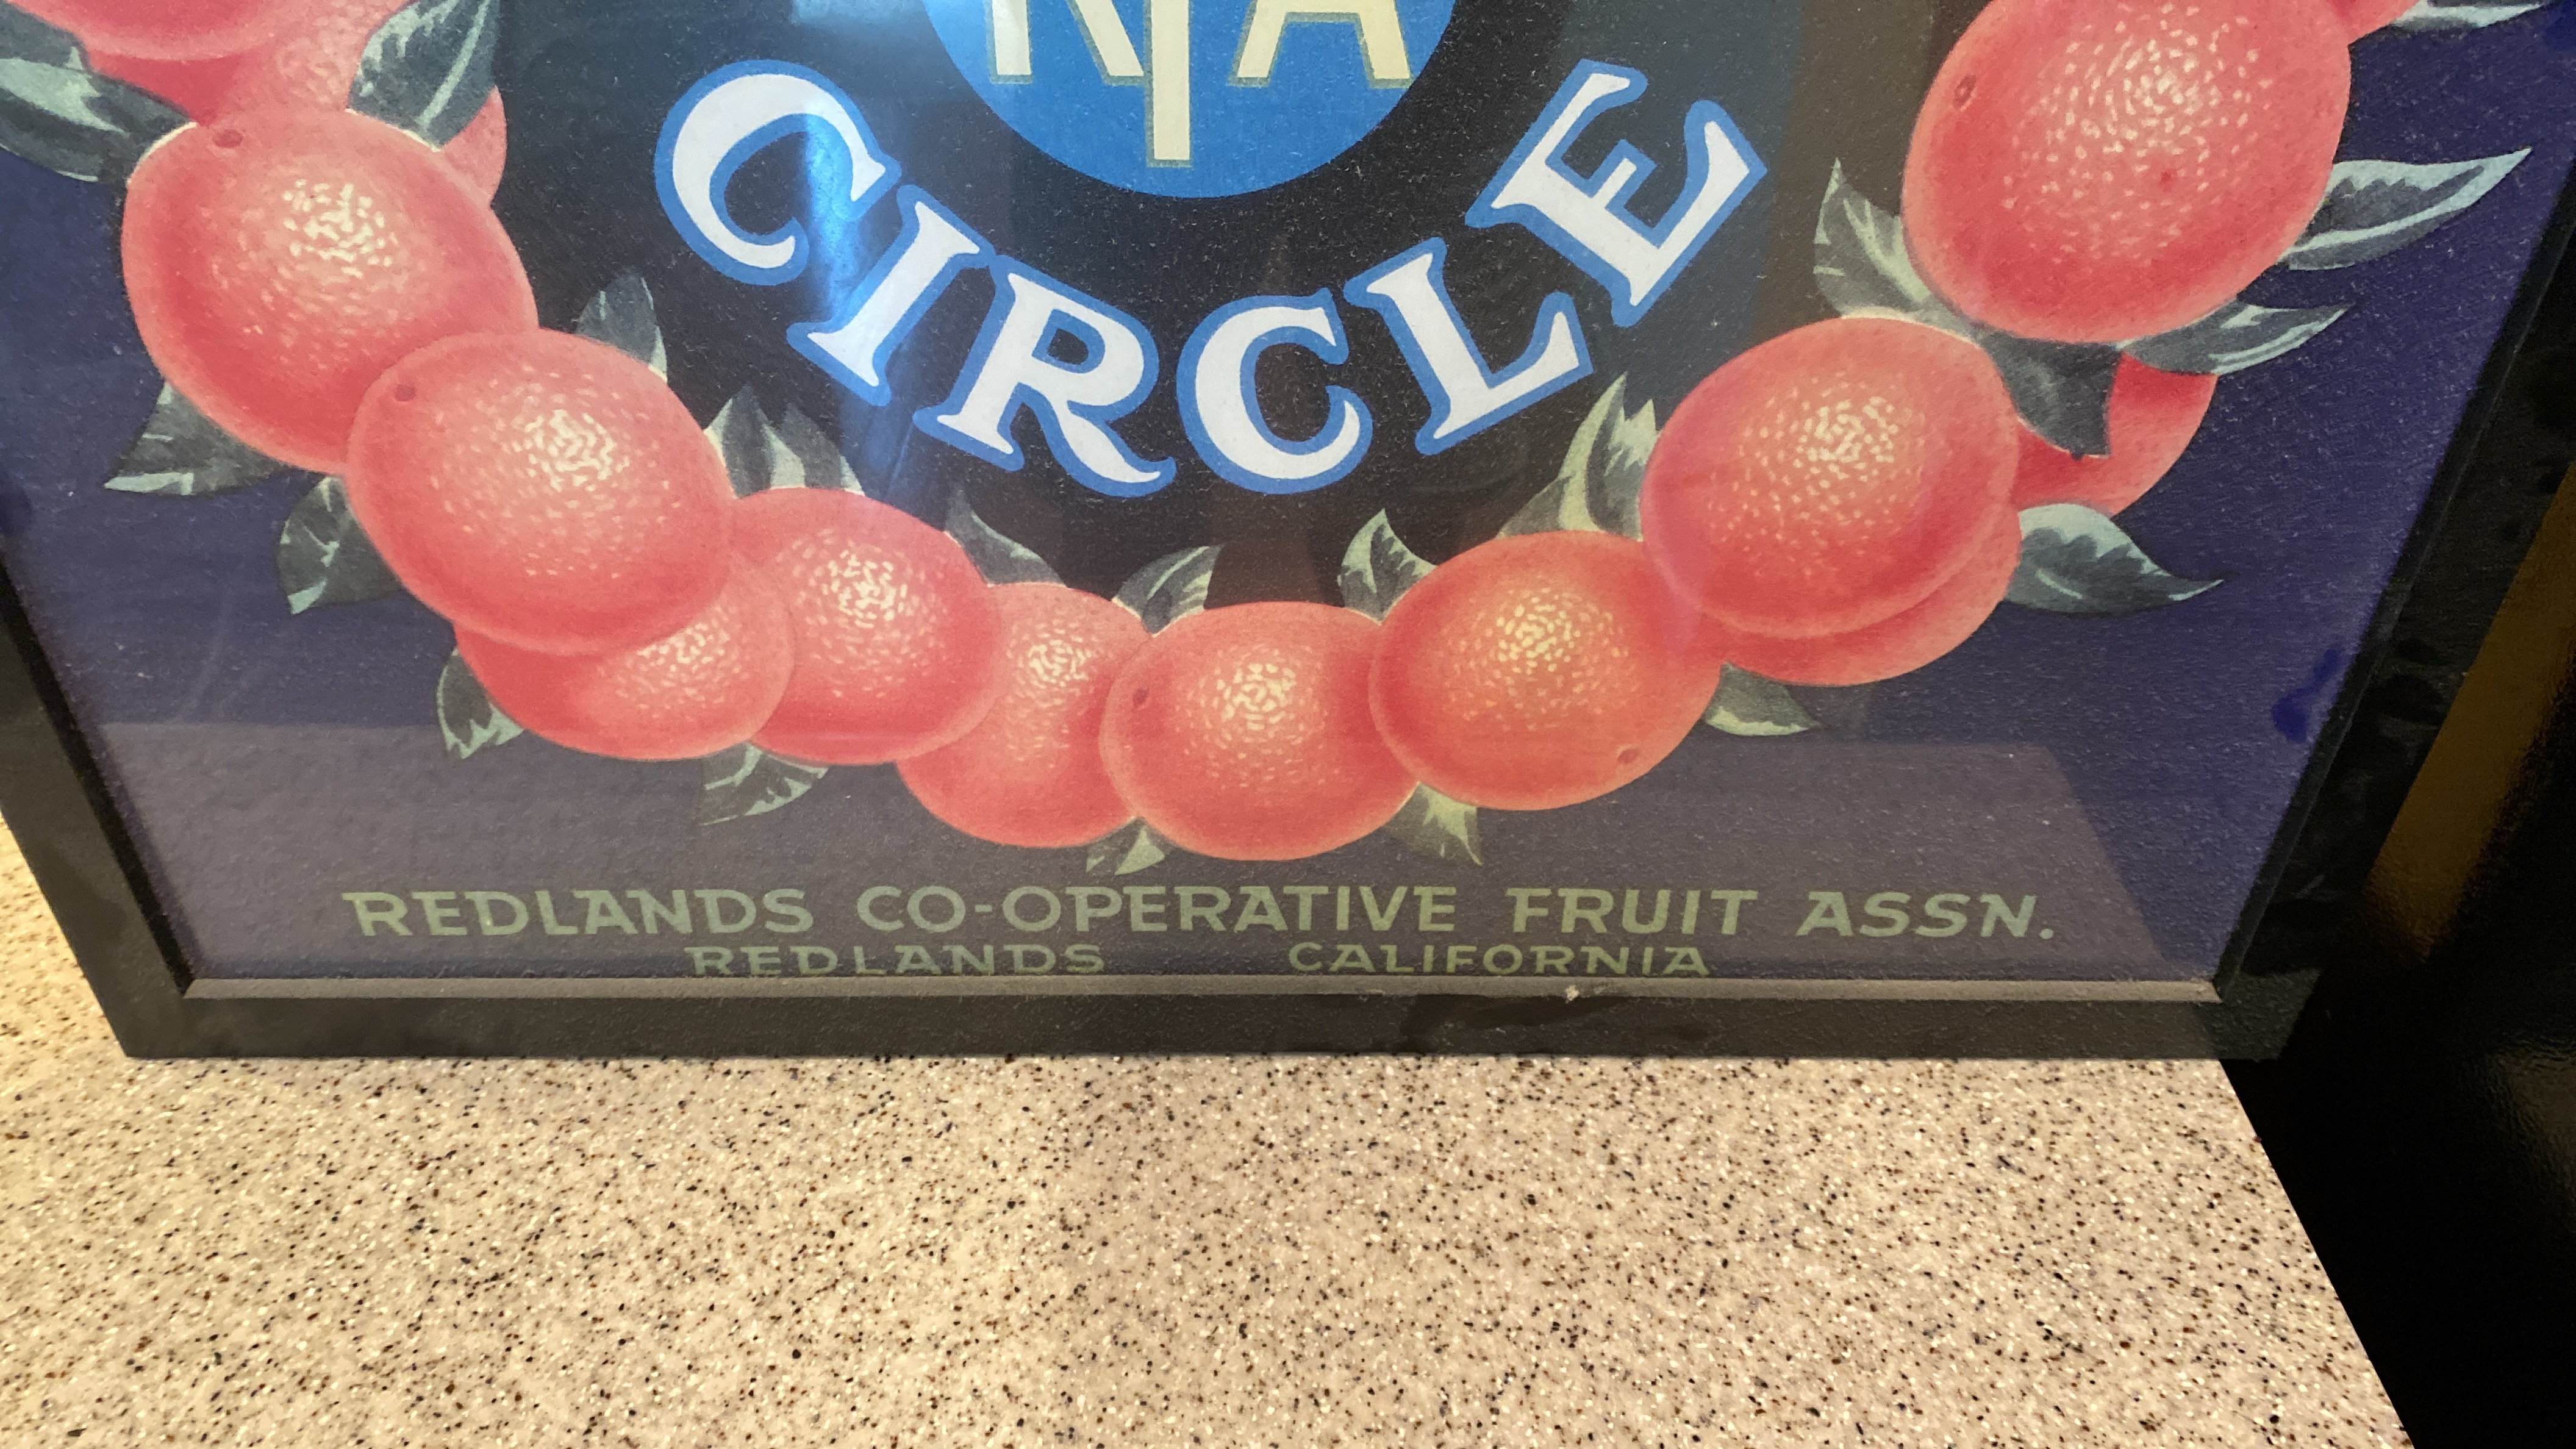 CIRCLE
REDLANDS CO-OPERATIVE FRUIT ASSN.
REDLANDS CALIFORNIA